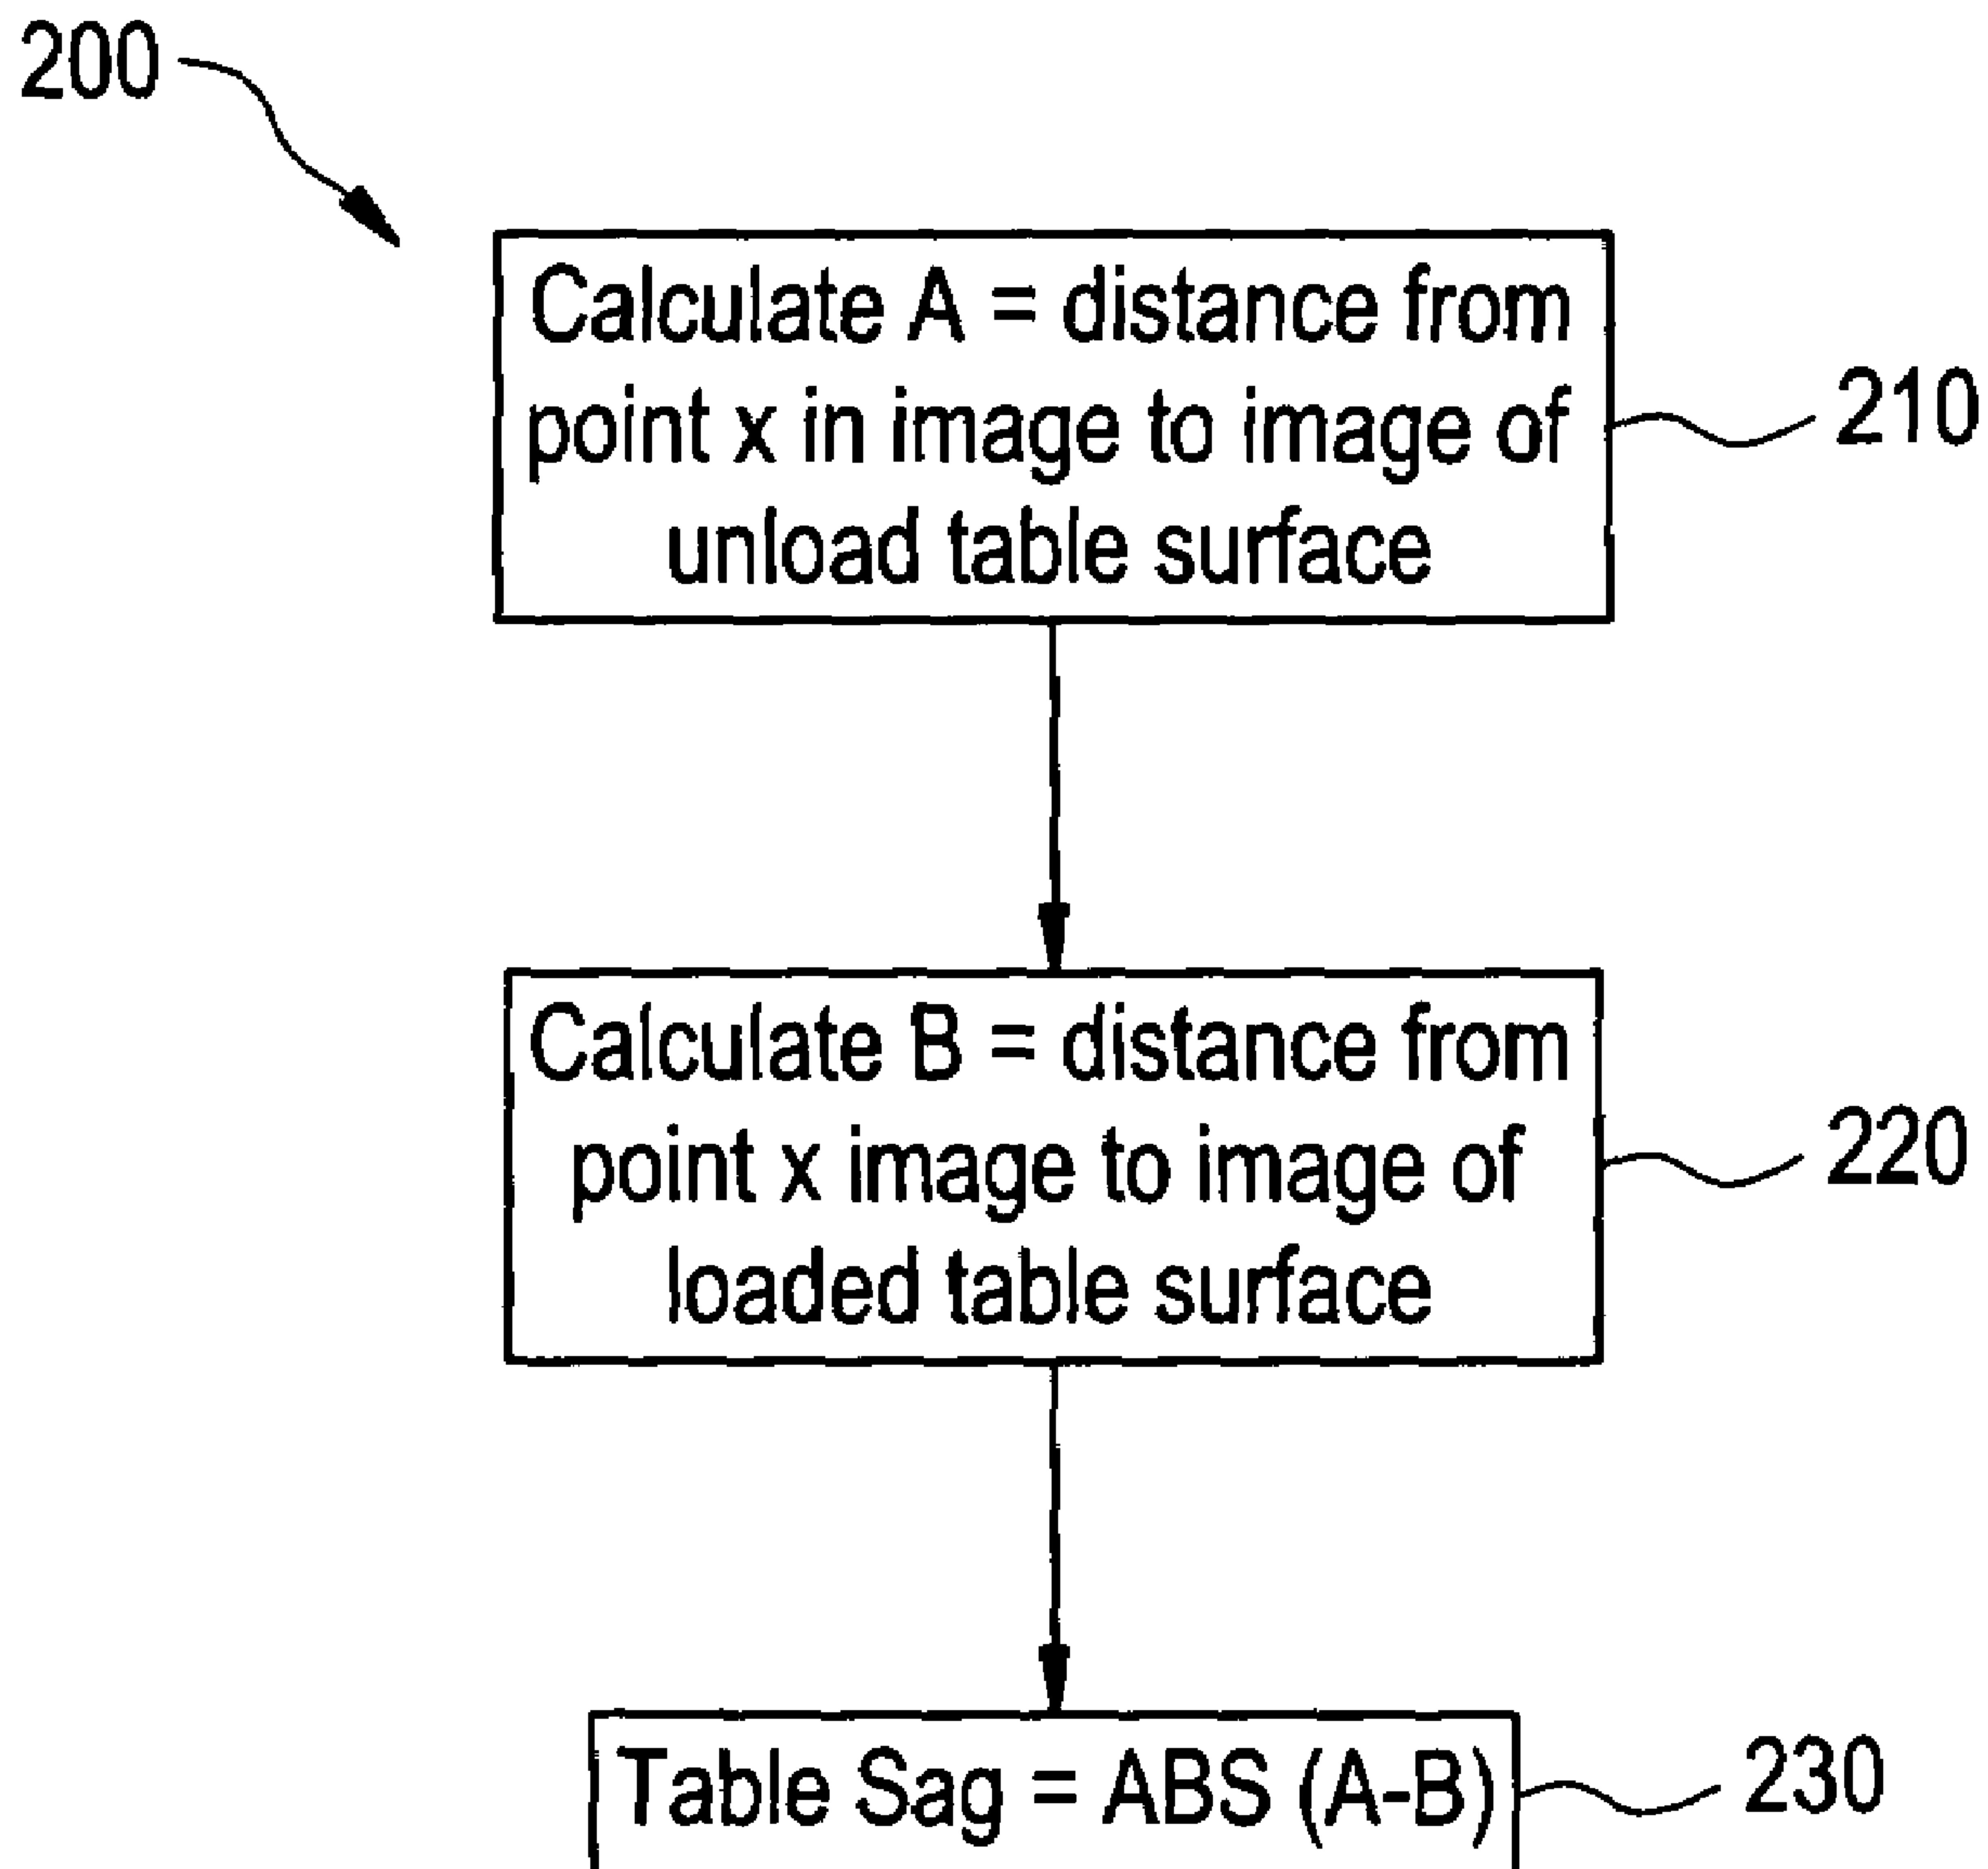 200
Calculate A = distance from
point x in image to image of
unload table surface
210
Calculate B = distance from
point x image to image of
loaded table surface
220
Table Sag = ABS (A-B)
230